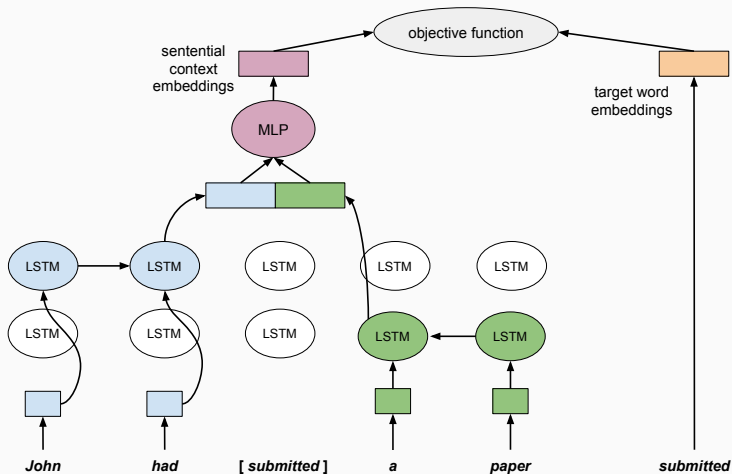 objective function
sentential
context
embeddings
target word
embeddings
MLP
LSTM LSTM LSTM LSTM LSTM
LSTM LSTM LSTM LSTM LSTM
John had [ submitted ] a paper submitted